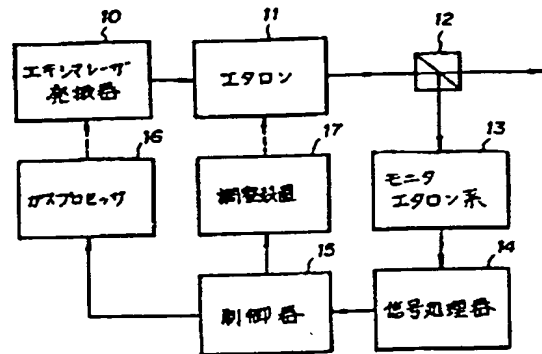 10
エキシマレーザ
発振器
11
エタロン
12
16
ガスプロセッサ
17
調整装置
13
モニタ
エタロン系
15
制御器
14
信号処理器